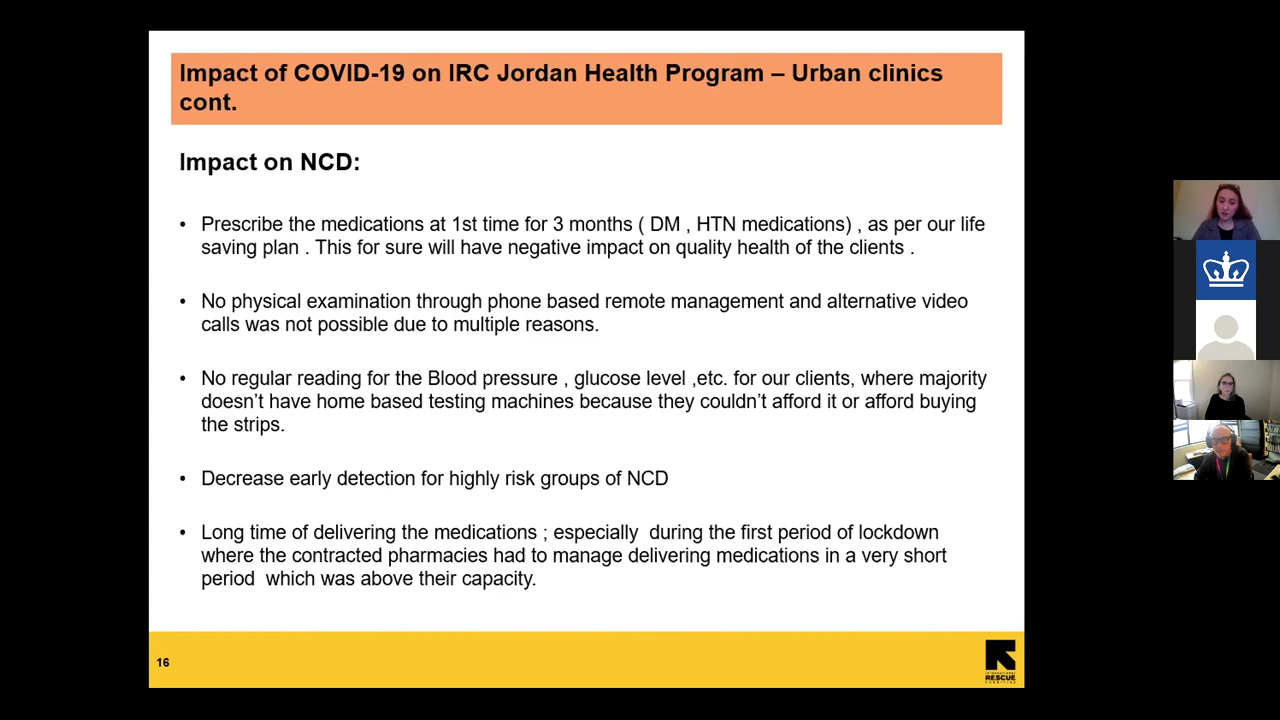 Impact of COVID-19 on IRC Jordan Health Program – Urban clinics
cont.
Impact on NCD:
• Prescribe the medications at 1st time for 3 months ( DM , HTN medications) , as per our life
saving plan . This for sure will have negative impact on quality health of the clients .
• No physical examination through phone based remote management and alternative video
calls was not possible due to multiple reasons.
• No regular reading for the Blood pressure , glucose level ,etc. for our clients, where majority
doesn’t have home based testing machines because they couldn’t afford it or afford buying
the strips.
• Decrease early detection for highly risk groups of NCD
• Long time of delivering the medications ; especially  during the first period of lockdown
where the contracted pharmacies had to manage delivering medications in a very short
period  which was above their capacity.
16
INTERNATIONAL
RESCUE
COMMITTEE